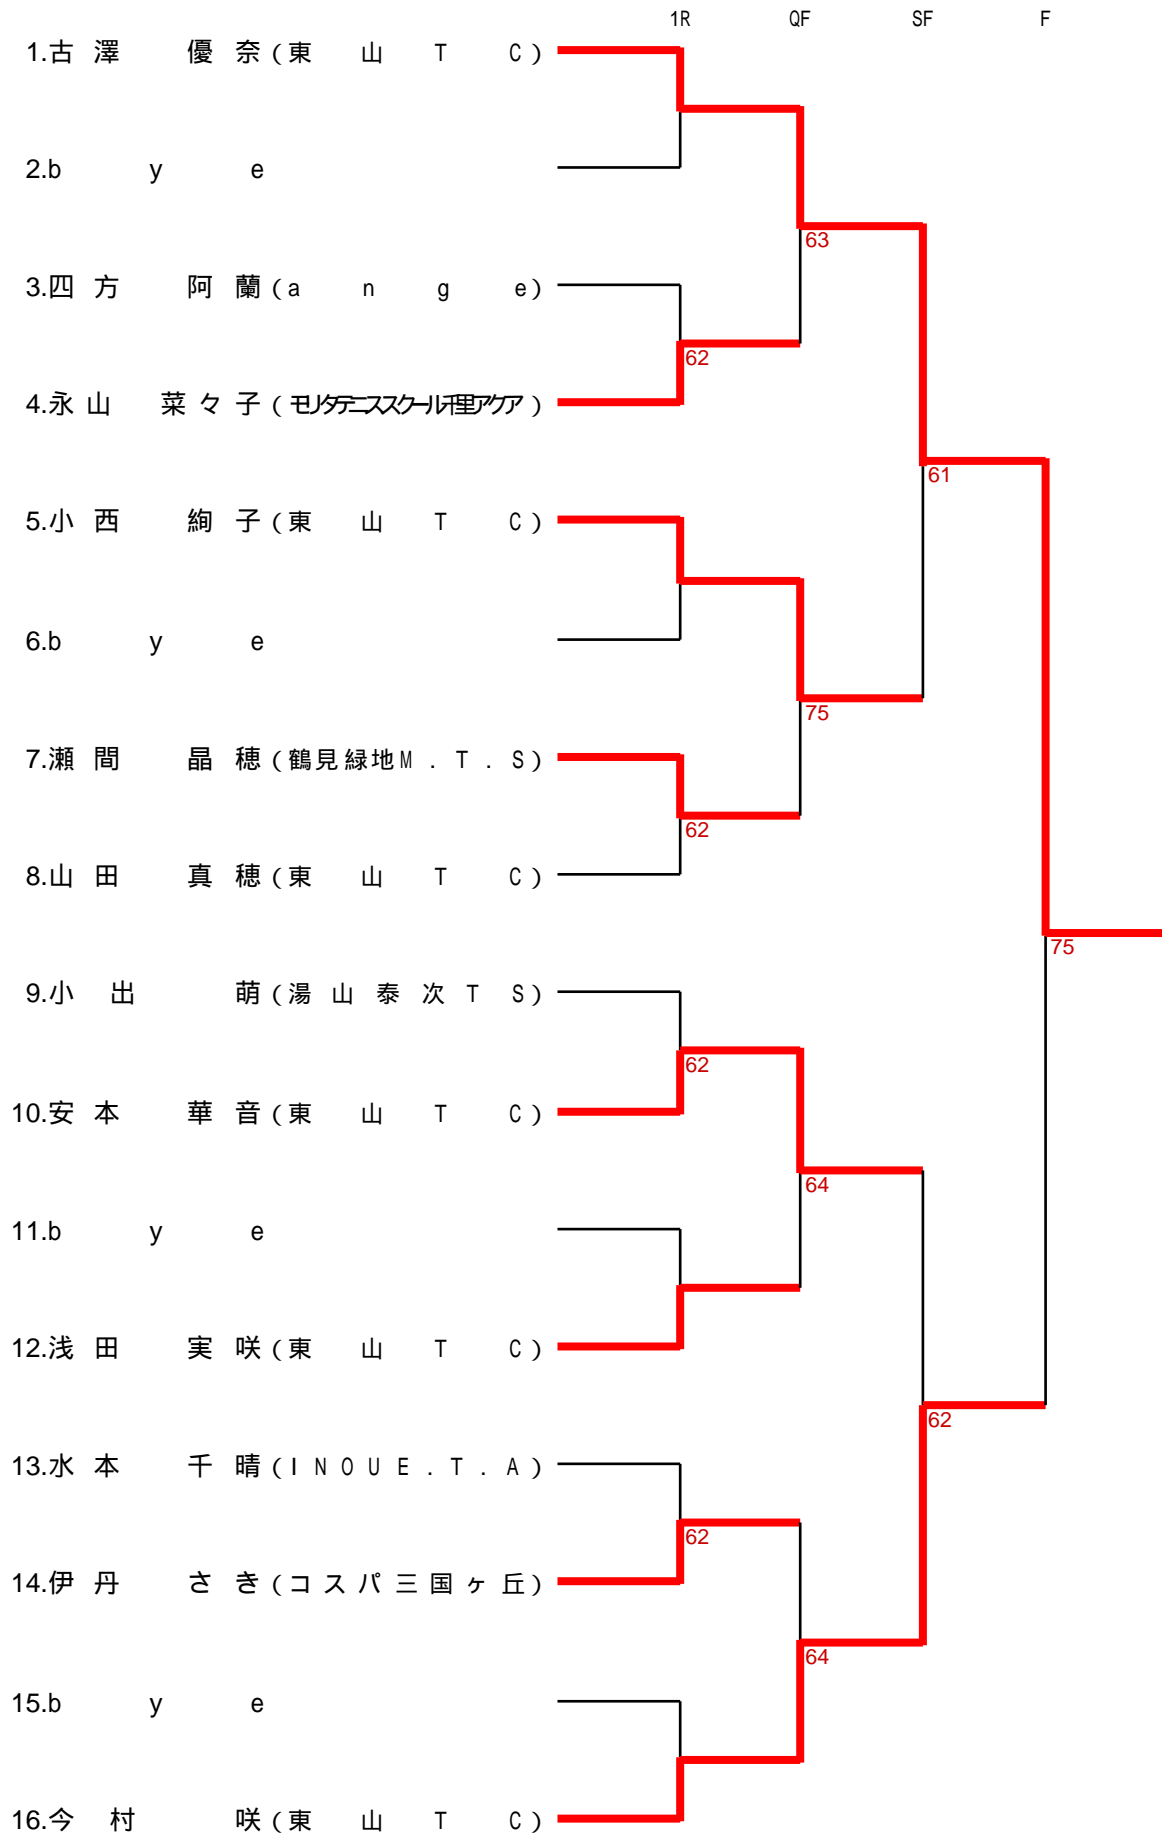 1R QF SF F
1.古澤 優奈(東山TC)
2.bye
63
3.四方 阿蘭(ange)
62
4.永山 菜々子(モリタテニススクール千里アクア)
61
5.小西 絢子(東山TC)
6.bye
75
7.瀬間 晶穂(鶴見緑地M.T.S)
62
8.山田 真穂(東山TC)
75
9.小出 萌(湯山泰次TS)
62
10.安本 華音(東山TC)
64
11.bye
12.浅田 実咲(東山TC)
62
13.水本 千晴(INOUE.T.A)
62
14.伊丹 さき(コスパ三国ヶ丘)
64
15.bye
16.今村 咲(東山TC)